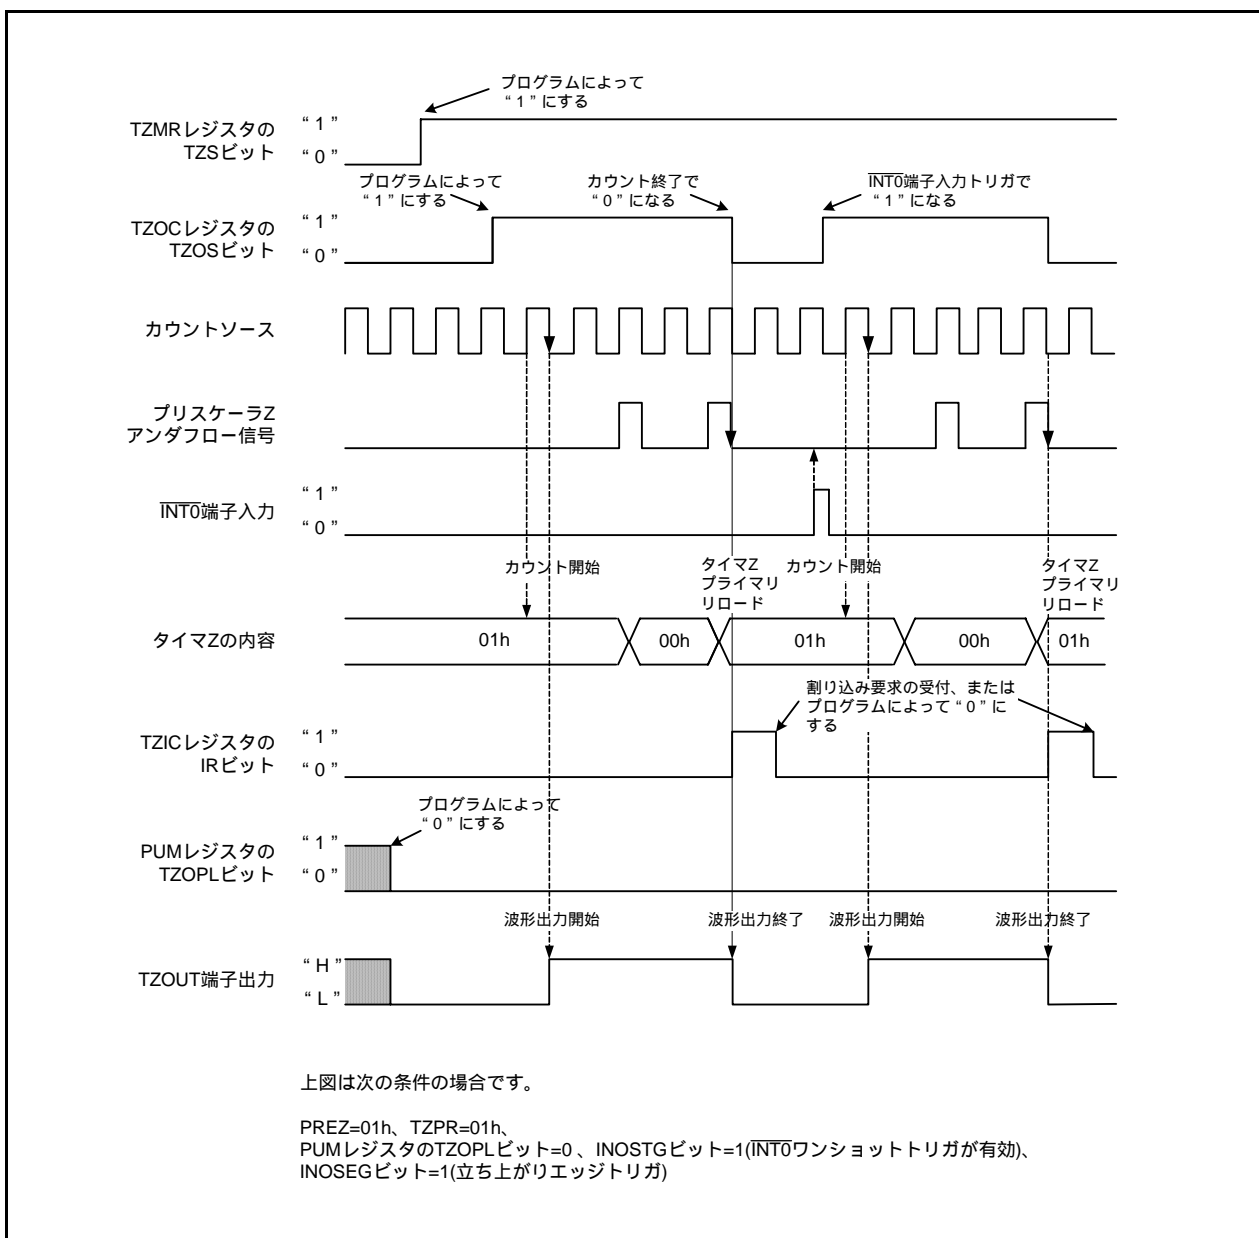 プログラムによって
“ 1 ” にする
TZMRレジスタの
TZSビット
“ 1 ”
“ 0 ”
プログラムによって
“ 1 ” にする
カウント終了で
“ 0 ” になる
INT0端子入力トリガで
“ 1 ” になる
TZOCレジスタの
TZOSビット
“ 1 ”
“ 0 ”
カウントソース
プリスケーラZ
アンダフロー信号
INT0端子入力
“ 1 ”
“ 0 ”
カウント開始
タイマZ
プライマリ
リロード
カウント開始
タイマZ
プライマリ
リロード
タイマZの内容
01h
00h
01h
00h
01h
割り込み要求の受付、または
プログラムによって “ 0 ” に
する
TZICレジスタの
IRビット
“ 1 ”
“ 0 ”
プログラムによって
“ 0 ” にする
PUMレジスタの
TZOPLビット
“ 1 ”
“ 0 ”
波形出力開始
波形出力終了
波形出力開始
波形出力終了
TZOUT端子出力
“ H ”
“ L ”
上図は次の条件の場合です。
PREZ=01h、TZPR=01h、
PUMレジスタのTZOPLビット=0 、INOSTGビット=1(INT0ワンショットトリガが有効)、
INOSEGビット=1(立ち上がりエッジトリガ)